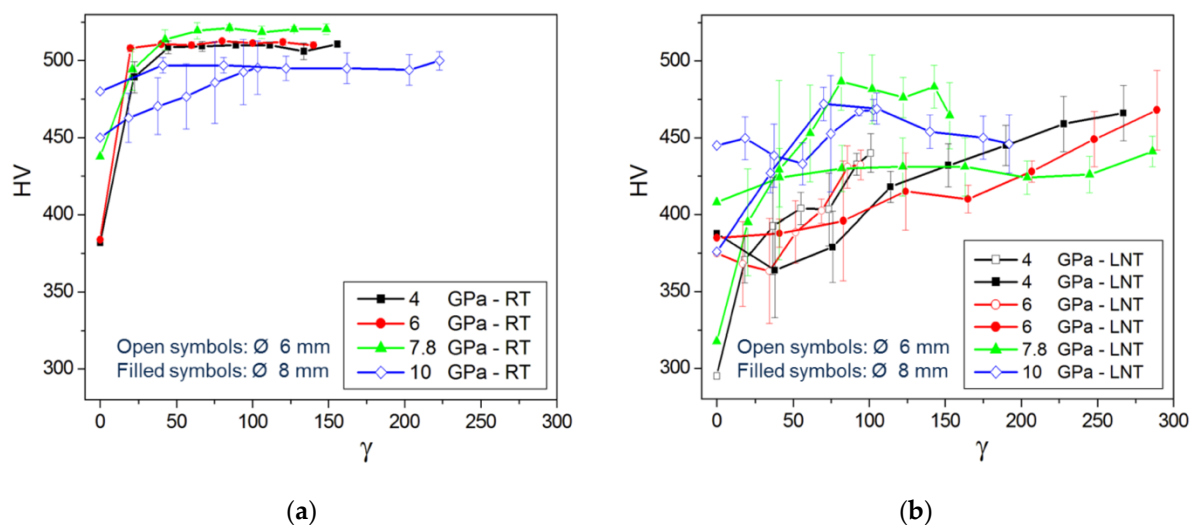 HV
500
450
400
350
300
0 50 100 150 200 250 300
γ
4 GPa - RT
6 GPa - RT
7.8 GPa - RT
10 GPa - RT
Open symbols: Ø 6 mm
Filled symbols: Ø 8 mm
(a)
HV
500
450
400
350
300
0 50 100 150 200 250 300
γ
4 GPa - LNT
4 GPa - LNT
6 GPa - LNT
6 GPa - LNT
7.8 GPa - LNT
10 GPa - LNT
Open symbols: Ø 6 mm
Filled symbols: Ø 8 mm
(b)